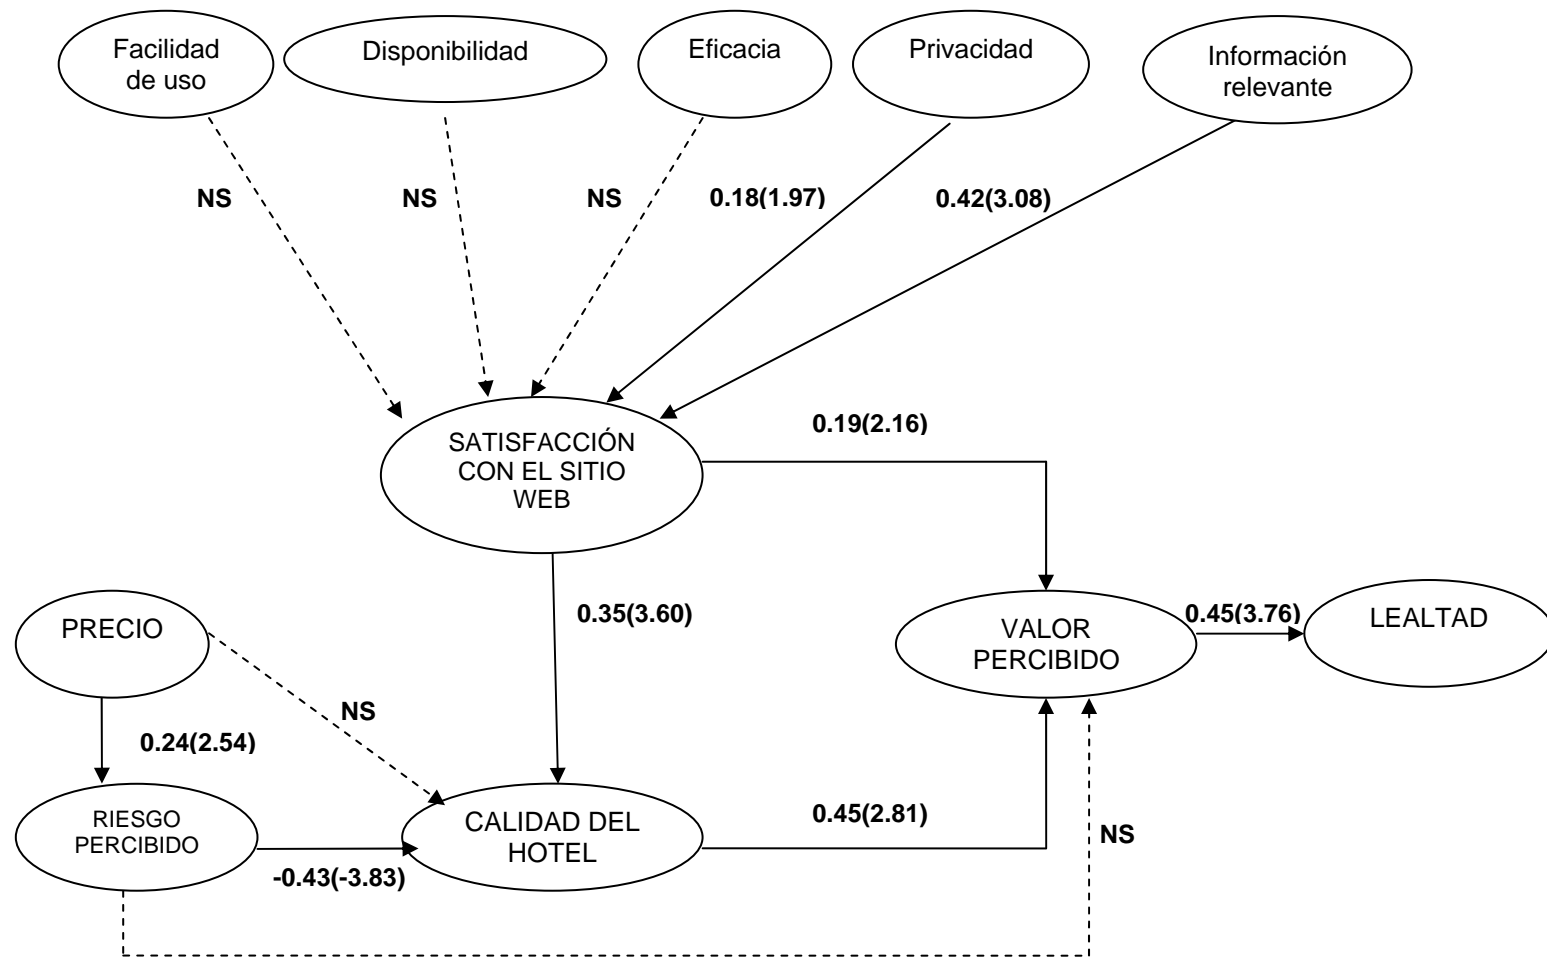 Facilidad
de uso
Disponibilidad
Eficacia
Privacidad
Información
relevante
NS
NS
NS
0.18(1.97)
0.42(3.08)
SATISFACCIÓN
CON EL SITIO
WEB
0.19(2.16)
0.35(3.60)
PRECIO
VALOR
PERCIBIDO
0.45(3.76)
LEALTAD
NS
0.24(2.54)
RIESGO
PERCIBIDO
CALIDAD DEL
HOTEL
0.45(2.81)
NS
-0.43(-3.83)